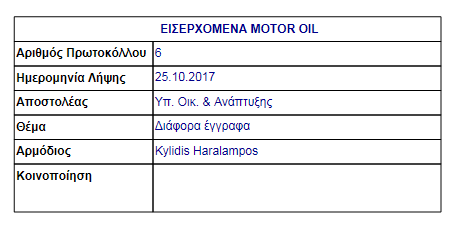 ΕΙΣΕΡΧΟΜΕΝΑ MOTOR OIL
Αριθμός Πρωτοκόλλου 6
Ημερομηνία Λήψης 25.10.2017
Αποστολέας Υπ. Οικ. & Ανάπτυξης
Θέμα Διάφορα έγγραφα
Αρμόδιος Kylidis Haralampos
Κοινοποίηση